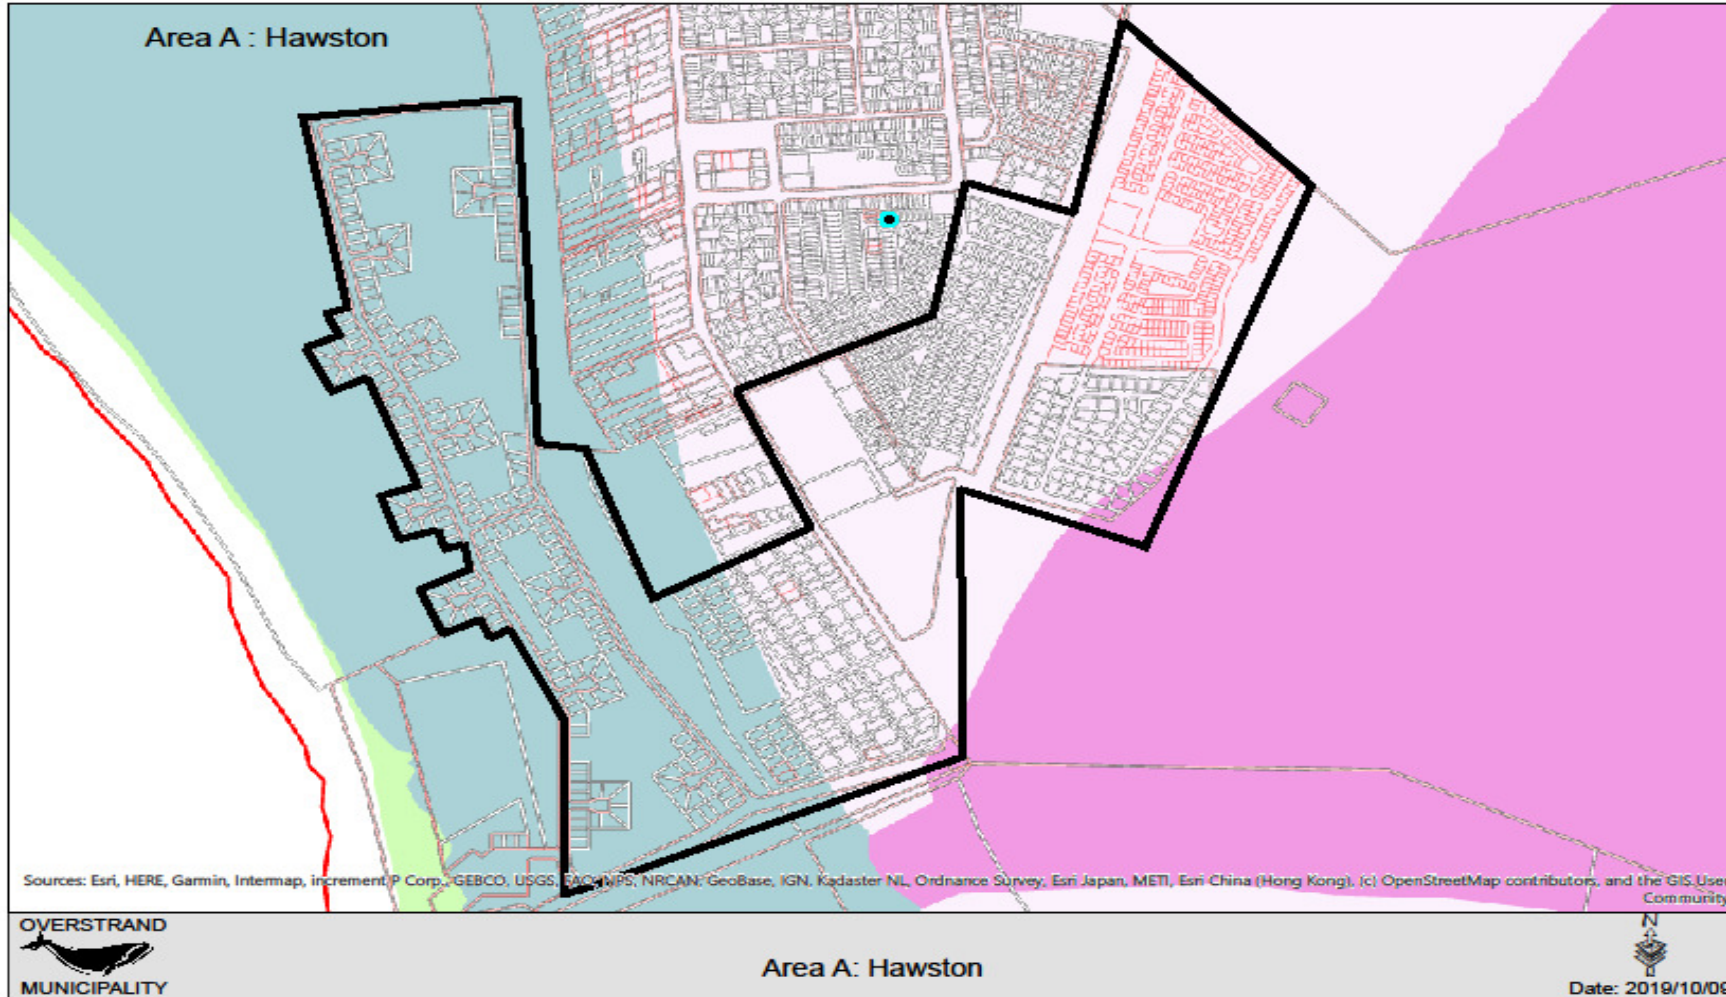 Area A : Hawston
Sources: Esri, HERE, Garmin, Intermap, increment P Corp., GEBCO, USGS, FAO, NPS, NRCAN, GeoBase, IGN, Kadaster NL, Ordnance Survey, Esri Japan, METI, Esri China (Hong Kong), (c) OpenStreetMap contributors, and the GIS User
Community
OVERSTRAND
MUNICIPALITY
Area A: Hawston
N
Date: 2019/10/09